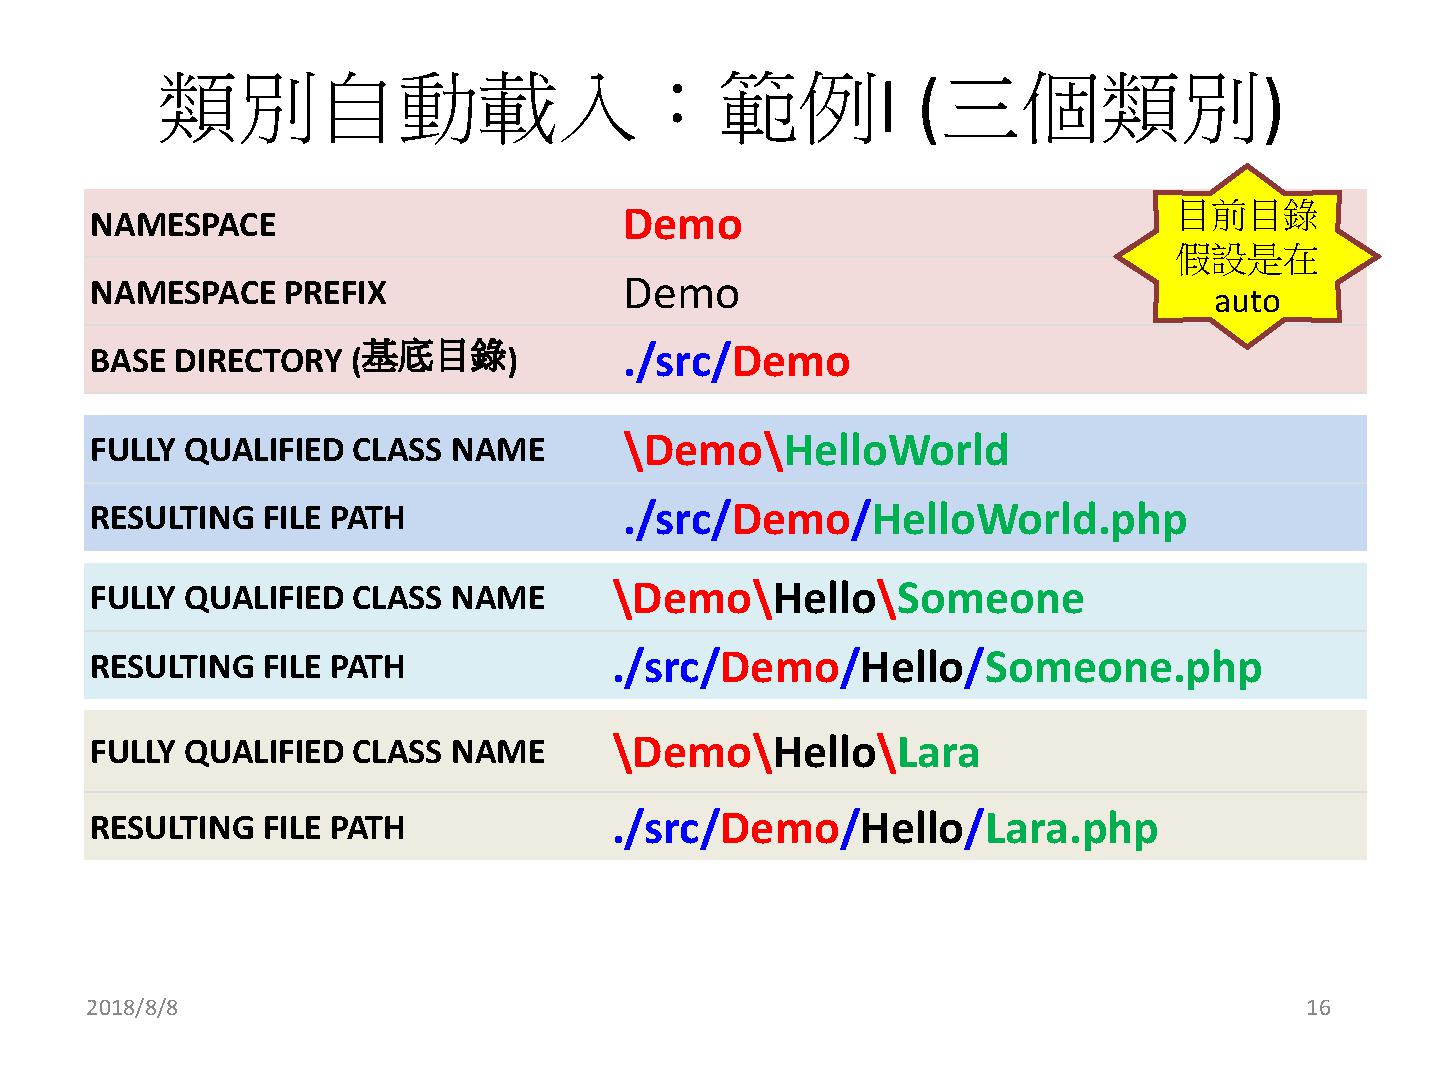 類別自動載入：範例I (三個類別)
NAMESPACE Demo
目前目錄
假設是在
auto
NAMESPACE PREFIX Demo
BASE DIRECTORY (基底目錄) ./src/Demo
FULLY QUALIFIED CLASS NAME \Demo\HelloWorld
RESULTING FILE PATH ./src/Demo/HelloWorld.php
FULLY QUALIFIED CLASS NAME \Demo\Hello\Someone
RESULTING FILE PATH ./src/Demo/Hello/Someone.php
FULLY QUALIFIED CLASS NAME \Demo\Hello\Lara
RESULTING FILE PATH ./src/Demo/Hello/Lara.php
2018/8/8 16